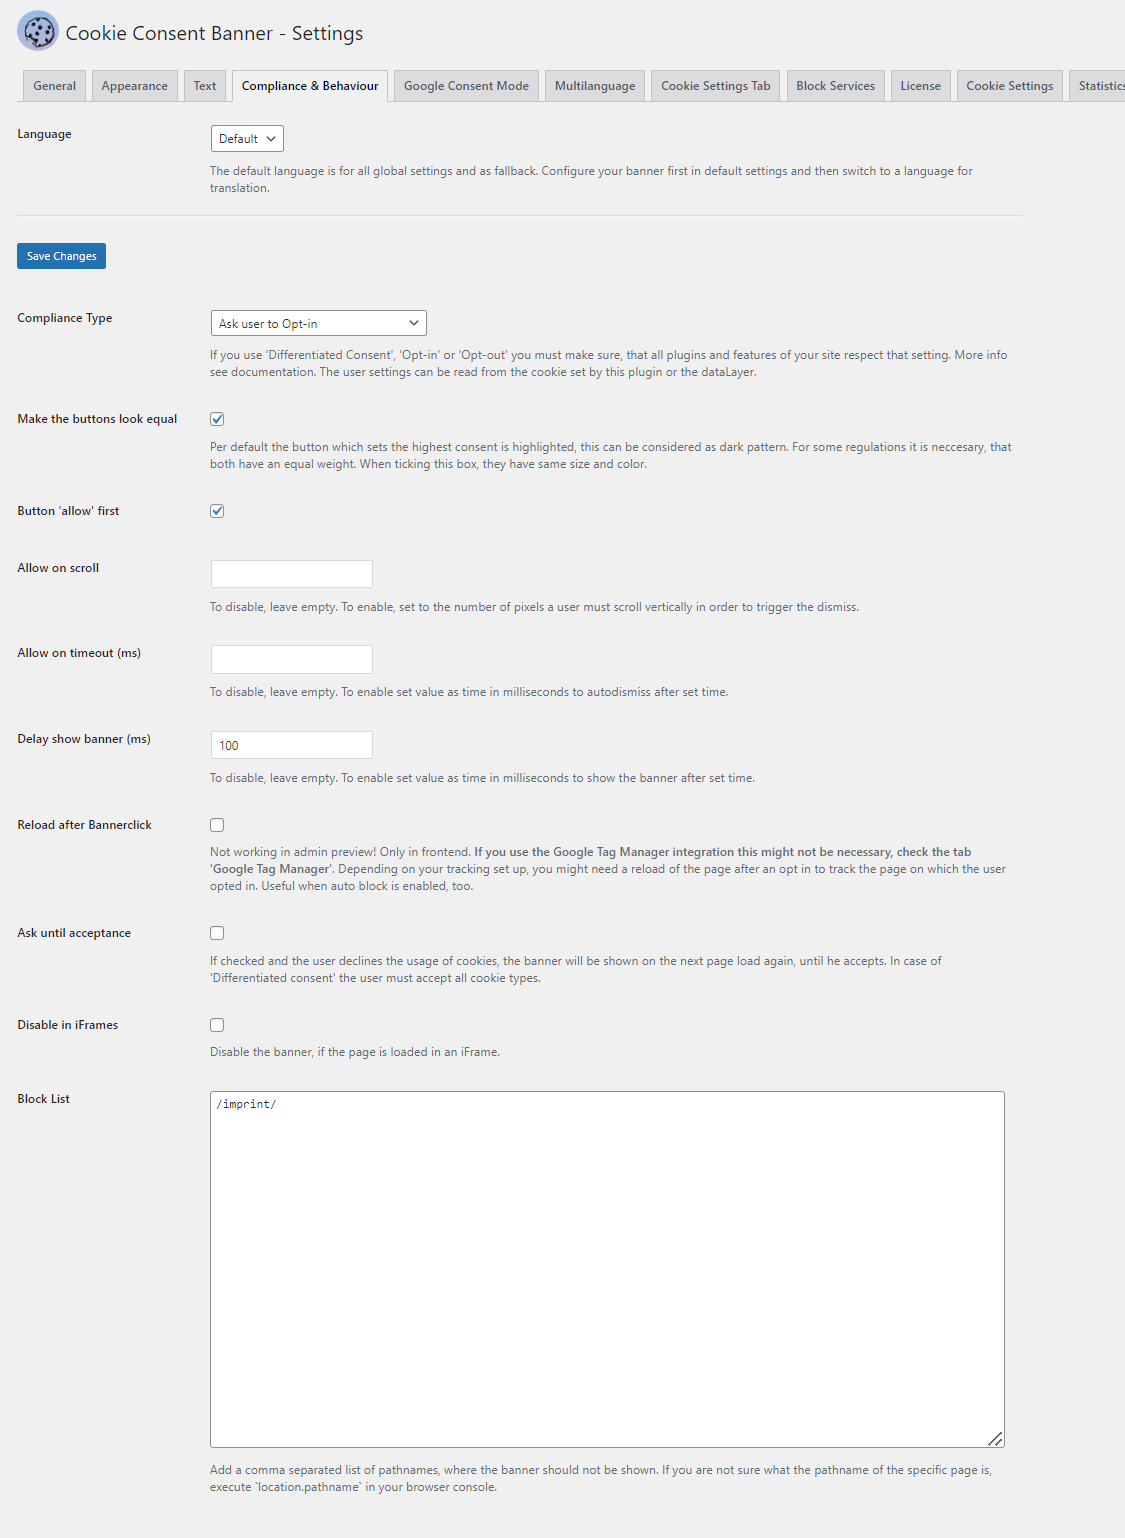 Cookie Consent Banner - Settings
General
Appearance
Text
Compliance & Behaviour
Google Consent Mode
Multilanguage
Cookie Settings Tab
Block Services
License
Cookie Settings
Statistics
Language
Default
The default language is for all global settings and as fallback. Configure your banner first in default settings and then switch to a language for
translation.
Save Changes
Compliance Type
Ask user to Opt-in
If you use 'Differentiated Consent', 'Opt-in' or 'Opt-out' you must make sure, that all plugins and features of your site respect that setting. More info
see documentation. The user settings can be read from the cookie set by this plugin or the dataLayer.
Make the buttons look equal
Per default the button which sets the highest consent is highlighted, this can be considered as dark pattern. For some regulations it is neccesary, that
both have an equal weight. When ticking this box, they have same size and color.
Button 'allow' first
Allow on scroll
To disable, leave empty. To enable, set to the number of pixels a user must scroll vertically in order to trigger the dismiss.
Allow on timeout (ms)
To disable, leave empty. To enable set value as time in milliseconds to autodismiss after set time.
Delay show banner (ms)
100
To disable, leave empty. To enable set value as time in milliseconds to show the banner after set time.
Reload after Bannerclick
Not working in admin preview! Only in frontend. If you use the Google Tag Manager integration this might not be necessary, check the tab
'Google Tag Manager'. Depending on your tracking set up, you might need a reload of the page after an opt in to track the page on which the user
opted in. Useful when auto block is enabled, too.
Ask until acceptance
If checked and the user declines the usage of cookies, the banner will be shown on the next page load again, until he accepts. In case of
'Differentiated consent' the user must accept all cookie types.
Disable in iFrames
Disable the banner, if the page is loaded in an iFrame.
Block List
/imprint/
Add a comma separated list of pathnames, where the banner should not be shown. If you are not sure what the pathname of the specific page is,
execute `location.pathname` in your browser console.